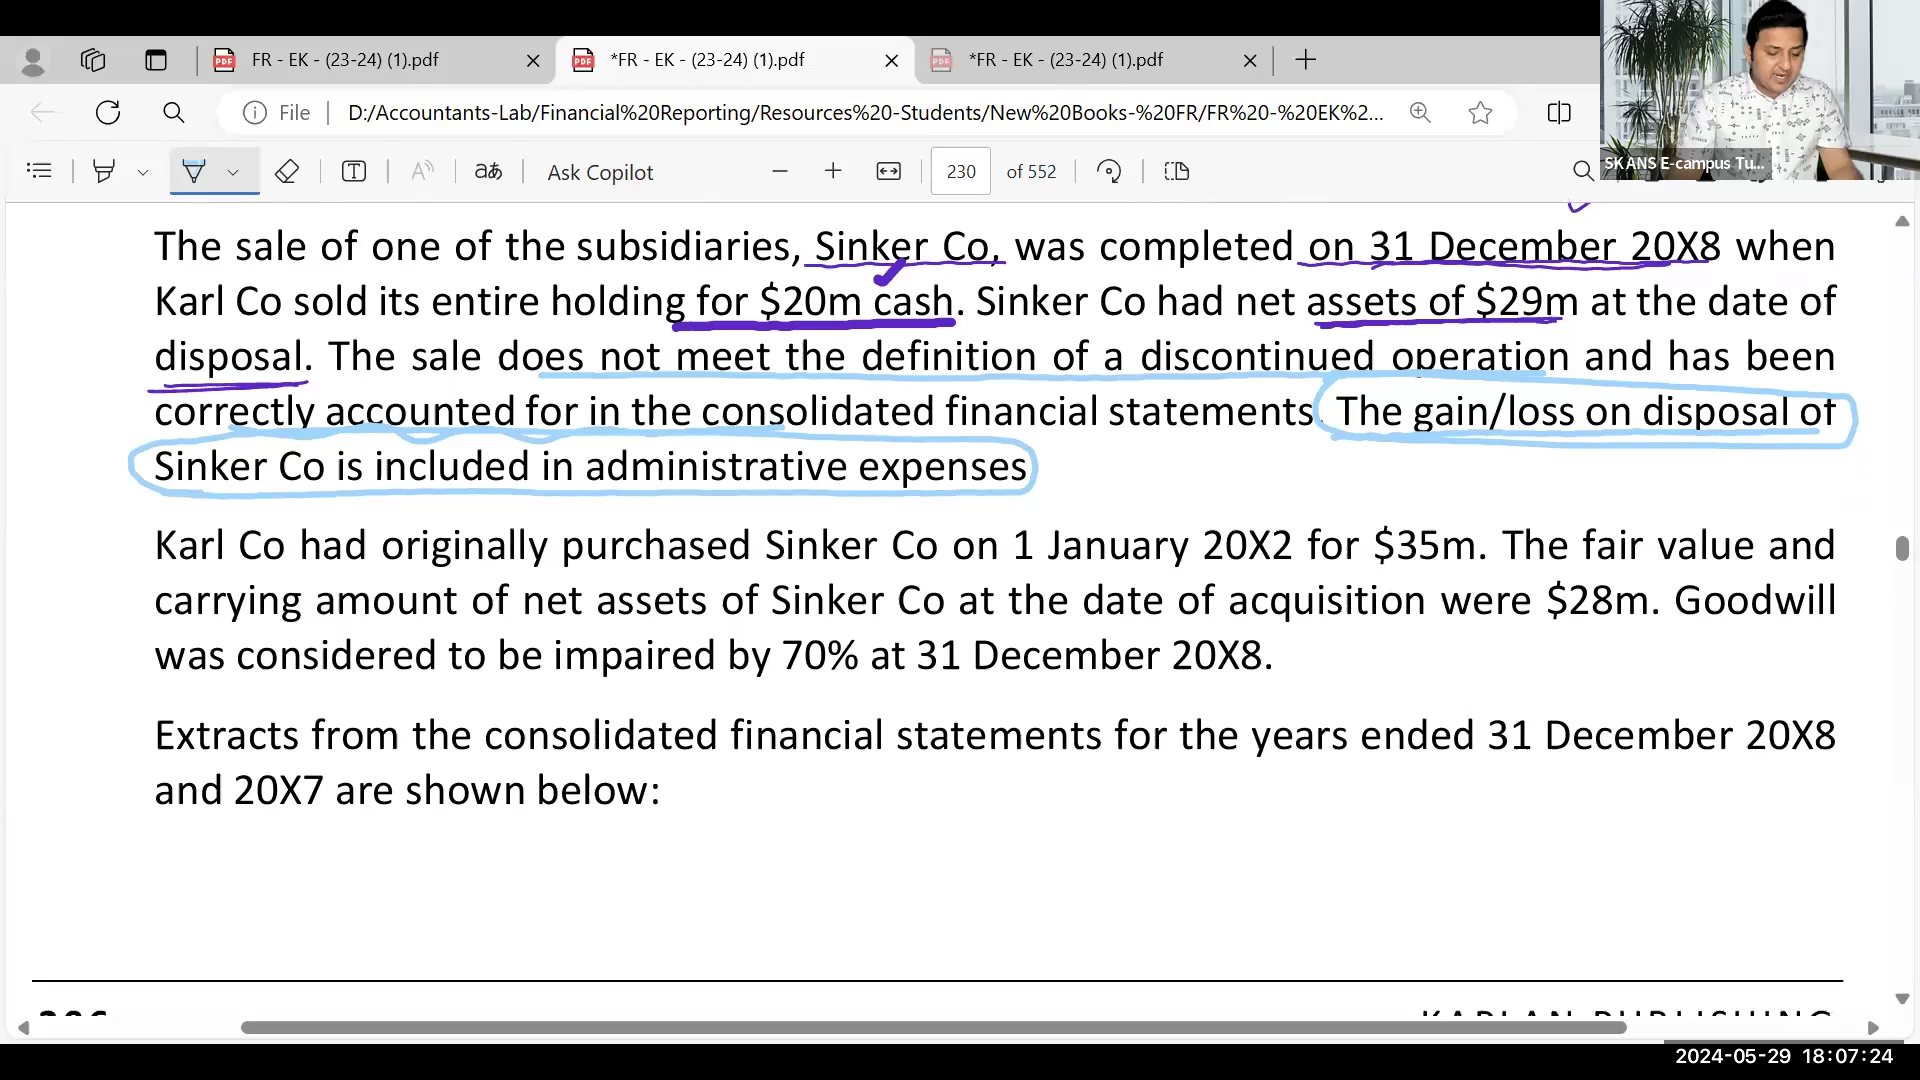 FR - EK - (23-24) (1).pdf
*FR - EK - (23-24) (1).pdf
*FR - EK - (23-24) (1).pdf
File
D:/Accountants-Lab/Financial%20Reporting/Resources%20-Students/New%20Books-%20FR/FR%20-%20EK%2...
aあ
Ask Copilot
230
of 552
SKANS E-campus Tu...
The sale of one of the subsidiaries, Sinker Co, was completed on 31 December 20X8 when
Karl Co sold its entire holding for $20m cash. Sinker Co had net assets of $29m at the date of
disposal. The sale does not meet the definition of a discontinued operation and has been
correctly accounted for in the consolidated financial statements. The gain/loss on disposal of
Sinker Co is included in administrative expenses
Karl Co had originally purchased Sinker Co on 1 January 20X2 for $35m. The fair value and
carrying amount of net assets of Sinker Co at the date of acquisition were $28m. Goodwill
was considered to be impaired by 70% at 31 December 20X8.
Extracts from the consolidated financial statements for the years ended 31 December 20X8
and 20X7 are shown below:
KAPLAN PUBLISHING
2024-05-29 18:07:24